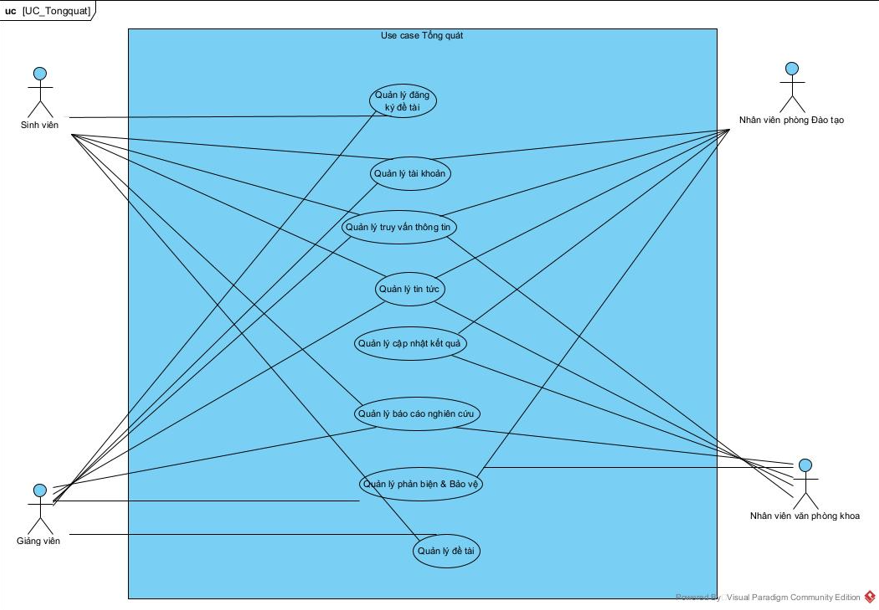 uc [UC_Tongquat]
Use case Tổng quát
Sinh viên
Nhân viên phòng Đào tạo
Quản lý đăng
ký đề tài
Quản lý tài khoản
Quản lý truy vấn thông tin
Quản lý tin tức
Quản lý cập nhật kết quả
Quản lý báo cáo nghiên cứu
Quản lý phản biện & Bảo vệ
Quản lý đề tài
Giảng viên
Nhân viên văn phòng khoa
Powered By Visual Paradigm Community Edition